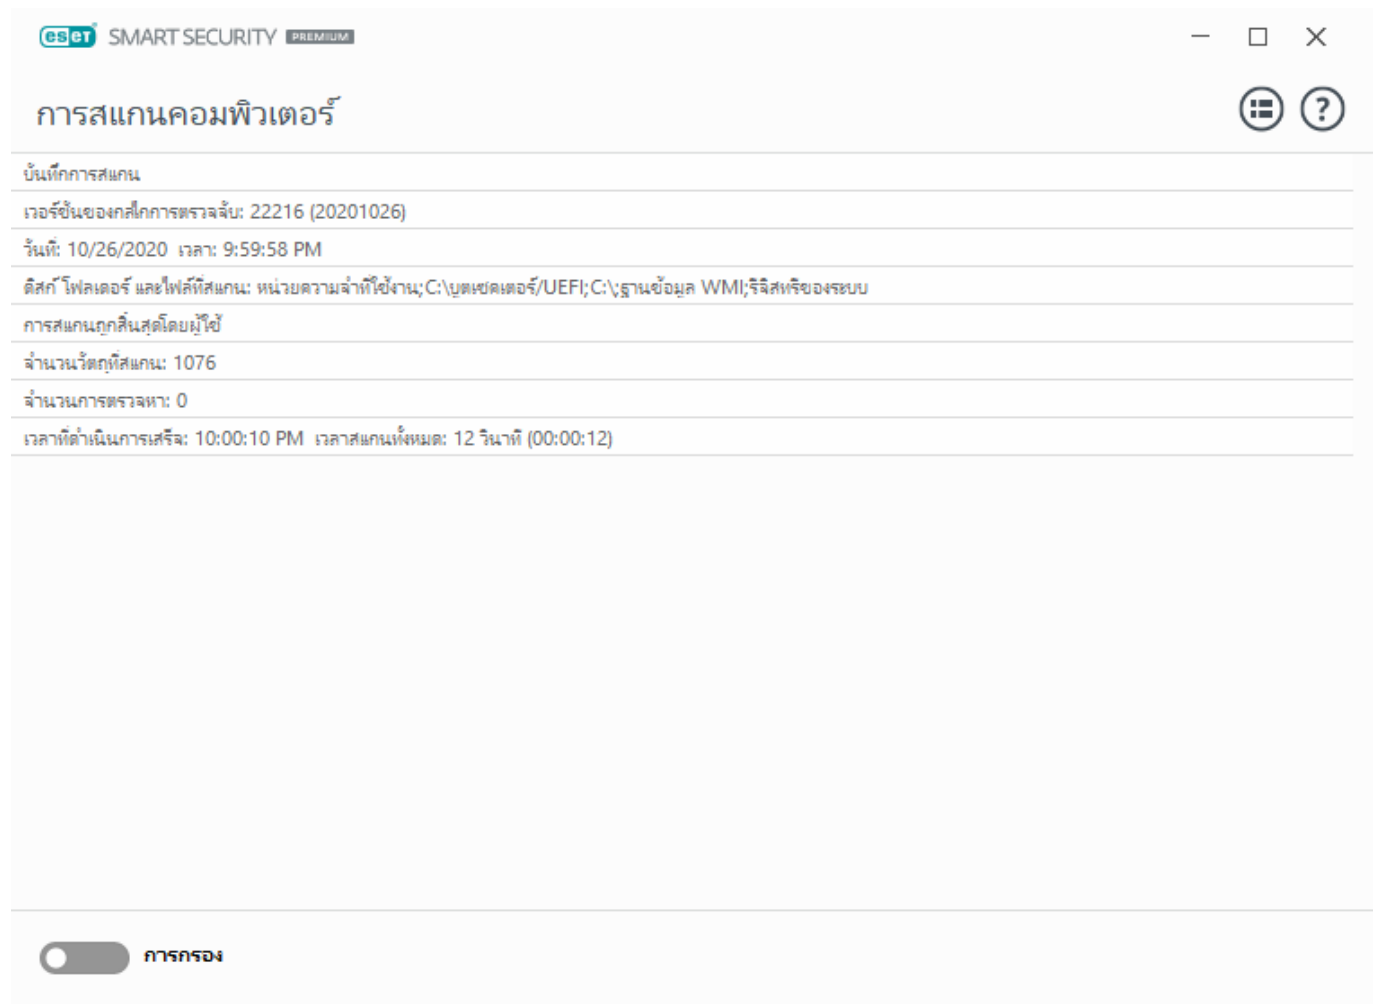 eset SMART SECURITY PREMIUM
การสแกนคอมพิวเตอร์
บันทึกการสแกน
เวอร์ชันของกลไกการตรวจจับ: 22216 (20201026)
วันที่: 10/26/2020 เวลา: 9:59:58 PM
ดิสก์ โฟลเดอร์ และไฟล์ที่สแกน: หน่วยความจำที่ใช้งาน;C:\บูตเซคเตอร์/UEFI;C:\;ฐานข้อมูล WMI;รีจิสทรีของระบบ
การสแกนถูกสิ้นสุดโดยผู้ใช้
จำนวนวัตถุที่สแกน: 1076
จำนวนการตรวจหา: 0
เวลาที่ดำเนินการเสร็จ: 10:00:10 PM เวลาสแกนทั้งหมด: 12 วินาที (00:00:12)
การกรอง